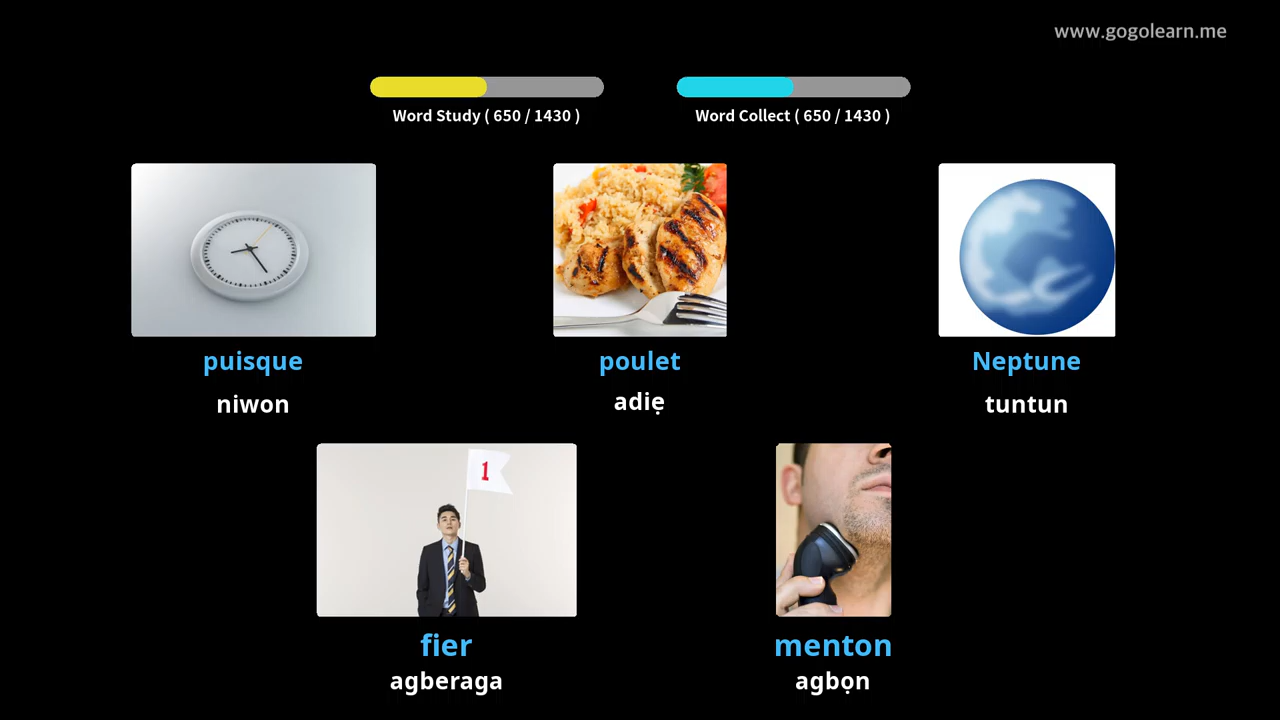 www.gogolearn.me
Word Study ( 650 / 1430 )
Word Collect ( 650 / 1430 )
puisque
niwon
poulet
adiẹ
Neptune
tuntun
1
fier
agberaga
menton
agbọn